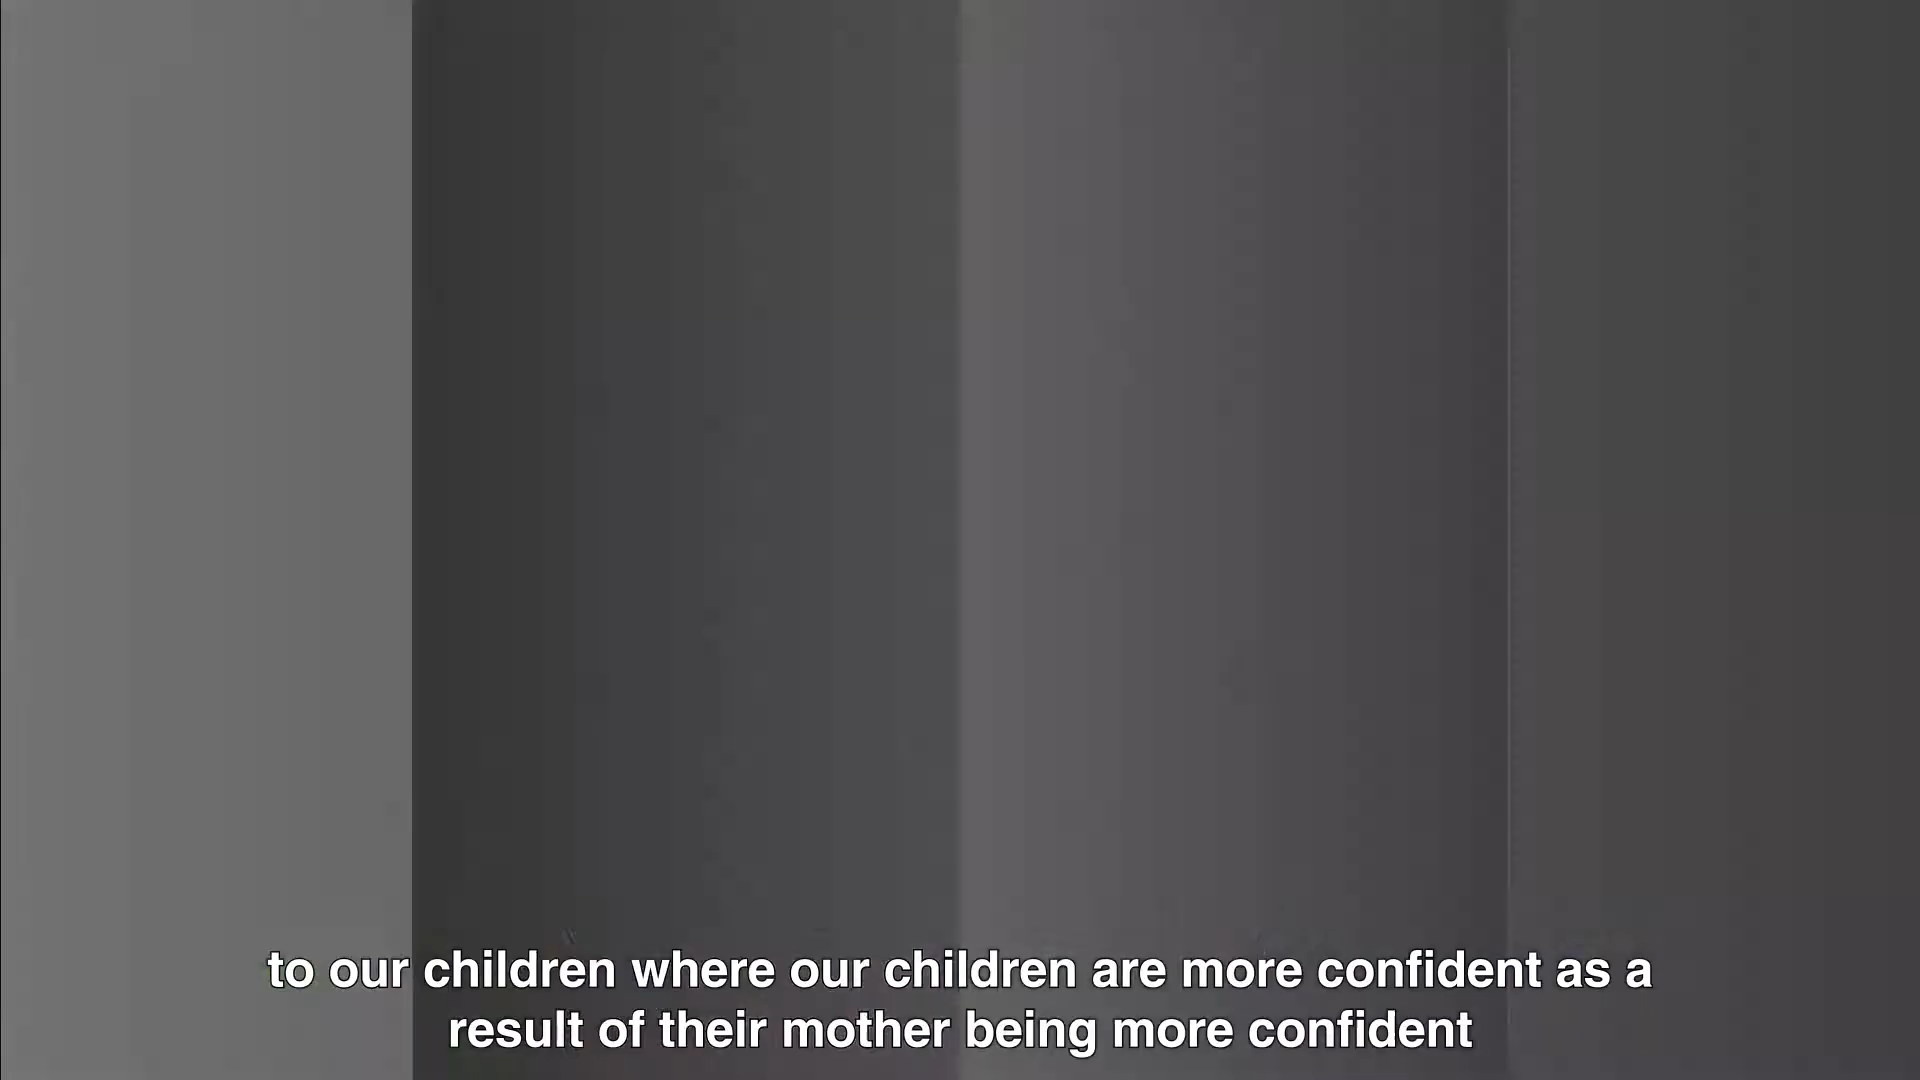 to our children where our children are more confident as a
result of their mother being more confident